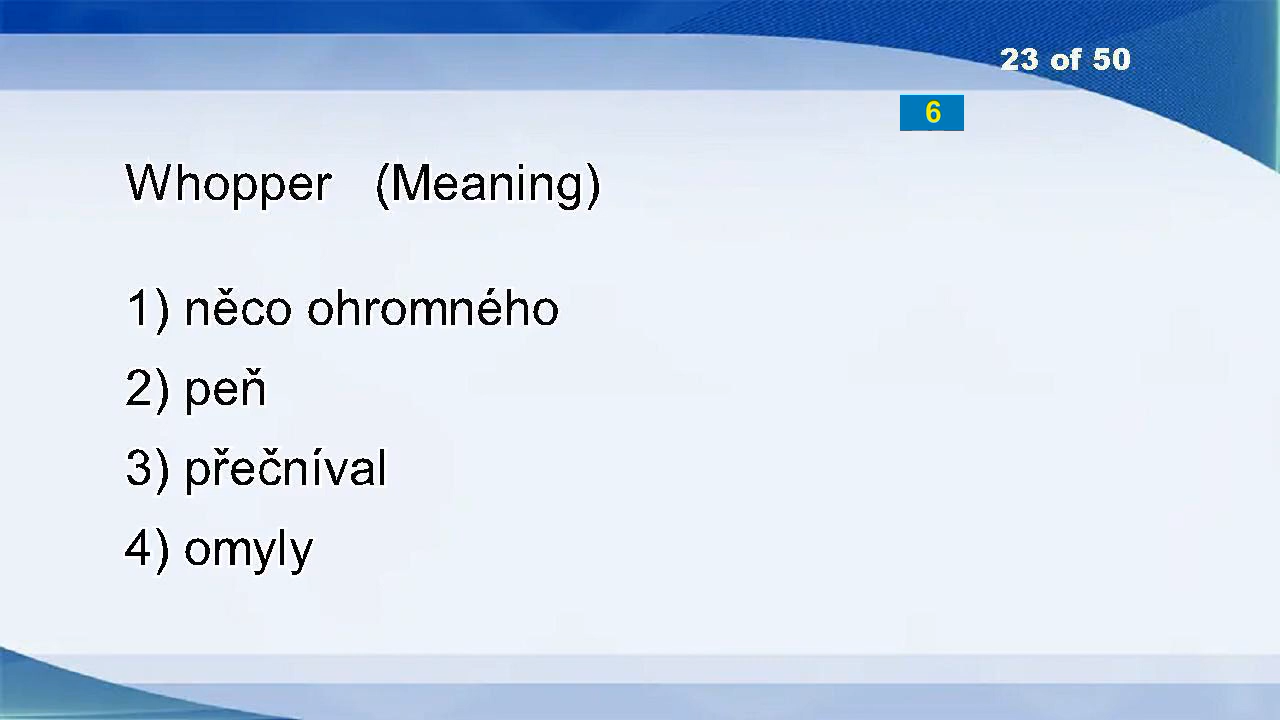 23 of 50
6
Whopper (Meaning)
1) něco ohromného
2) peň
3) přečníval
4) omyly